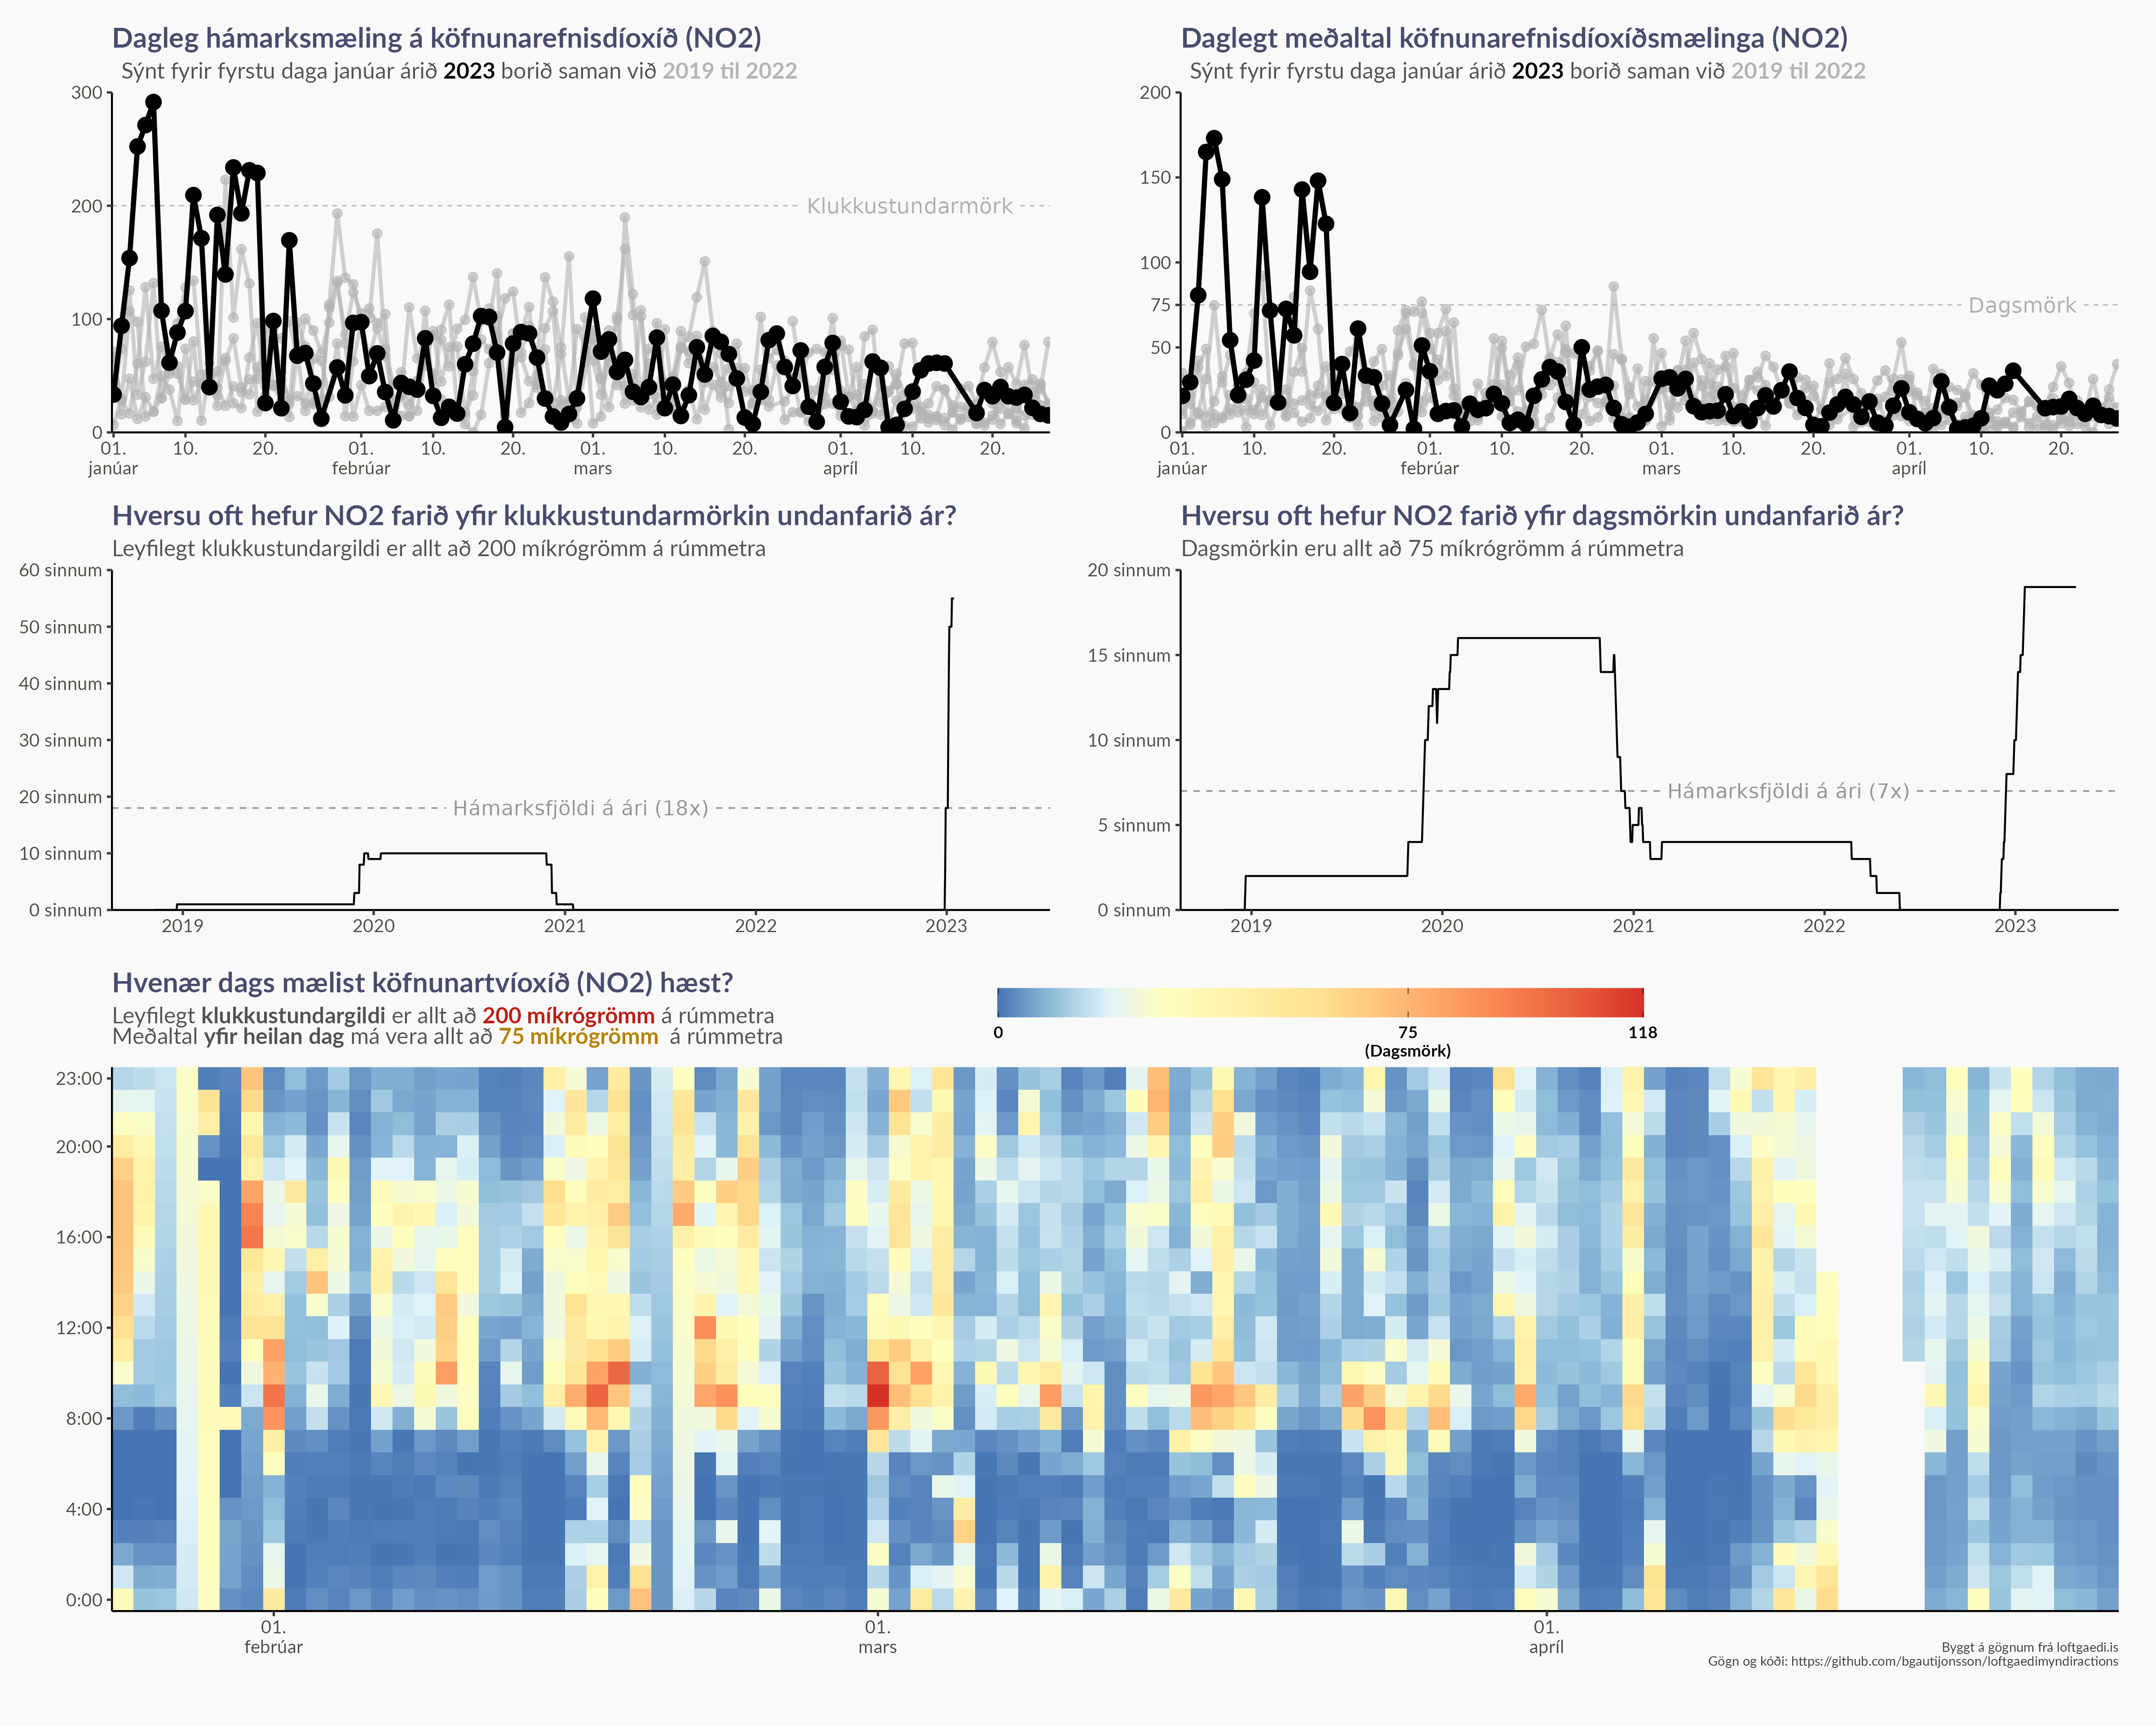 Dagleg hámarksmæling á köfnunarefnisdíoxíð (NO2)
Sýnt fyrir fyrstu daga janúar árið 2023 borið saman við 2019 til 2022
300
200
100
0
Klukkustundarmörk
01. 10. 20. 01. 10. 20. 01. 10. 20. 01. 10. 20.
janúar febrúar mars apríl
Daglegt meðaltal köfnunarefnisdíoxíðsmælinga (NO2)
Sýnt fyrir fyrstu daga janúar árið 2023 borið saman við 2019 til 2022
200
150
100
75
50
0
Dagsmörk
01. 10. 20. 01. 10. 20. 01. 10. 20. 01. 10. 20.
janúar febrúar mars apríl
Hversu oft hefur NO2 farið yfir klukkustundarmörkin undanfarið ár?
Leyfilegt klukkustundargildi er allt að 200 míkrógrömm á rúmmetra
60 sinnum
50 sinnum
40 sinnum
30 sinnum
20 sinnum
10 sinnum
0 sinnum
Hámarksfjöldi á ári (18x)
2019 2020 2021 2022 2023
Hversu oft hefur NO2 farið yfir dagsmörkin undanfarið ár?
Dagsmörkin eru allt að 75 míkrógrömm á rúmmetra
20 sinnum
15 sinnum
10 sinnum
5 sinnum
0 sinnum
Hámarksfjöldi á ári (7x)
2019 2020 2021 2022 2023
Hvenær dags mælist köfnunartvíoxíð (NO2) hæst?
Leyfilegt klukkustundargildi er allt að 200 míkrógrömm á rúmmetra
Meðaltal yfir heilan dag má vera allt að 75 míkrógrömm á rúmmetra
0 75 118
(Dagsmörk)
23:00
20:00
16:00
12:00
8:00
4:00
0:00
01. 01. 01.
febrúar mars apríl
Byggt á gögnum frá loftgaedi.is
Gögn og kóði: https://github.com/bgautijonsson/loftgaedimyndiractions